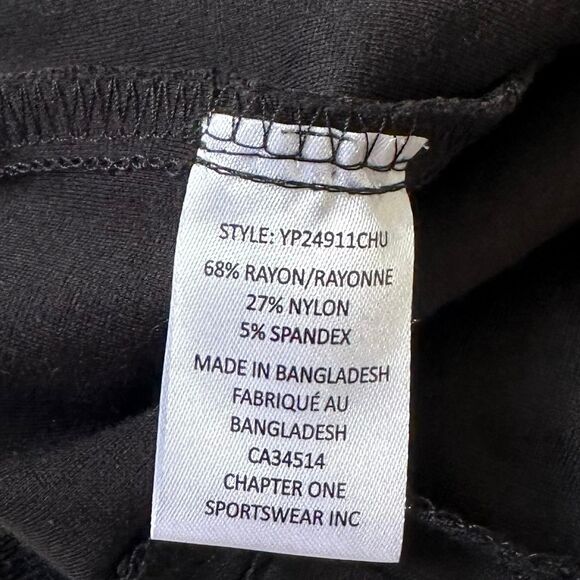 STYLE: YP24911CHU
68% RAYON/RAYONNE
27% NYLON
5% SPANDEX
MADE IN BANGLADESH
FABRIQUÉ AU
BANGLADESH
CA34514
CHAPTER ONE
SPORTSWEAR INC